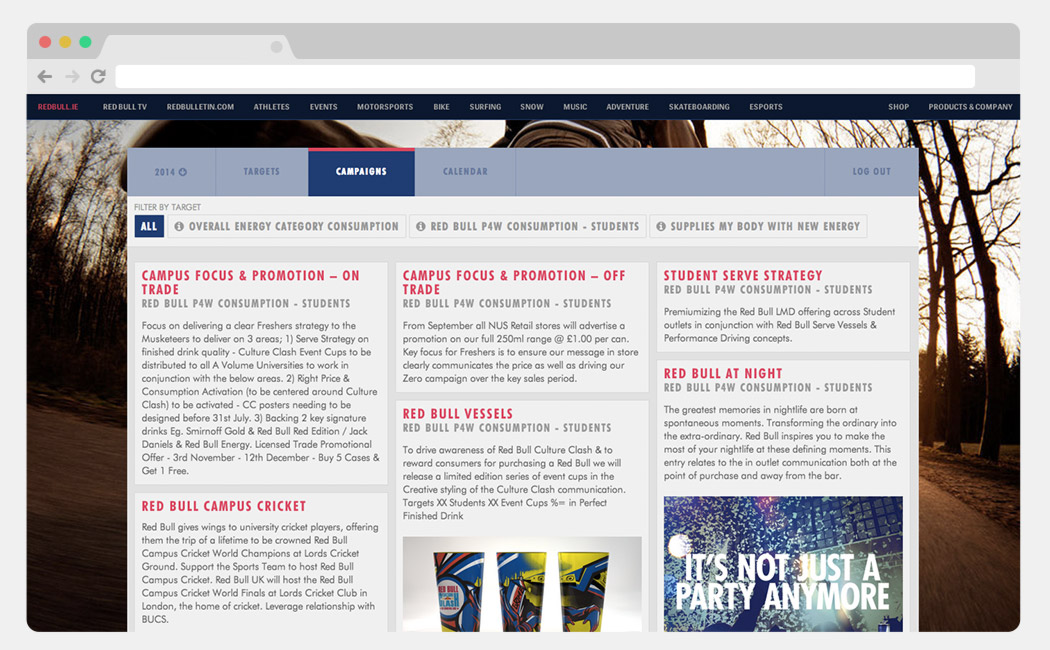 REDBULL.IE RED BULL TV REDBULLETIN.COM ATHLETES EVENTS MOTORSPORTS BIKE SURFING SNOW MUSIC ADVENTURE SKATEBOARDING ESPORTS SHOP PRODUCTS & COMPANY
2014 TARGETS CAMPAIGNS CALENDAR LOG OUT
FILTER BY TARGET
ALL OVERALL ENERGY CATEGORY CONSUMPTION RED BULL P4W CONSUMPTION - STUDENTS SUPPLIES MY BODY WITH NEW ENERGY
CAMPUS FOCUS & PROMOTION – ON
TRADE
RED BULL P4W CONSUMPTION - STUDENTS
Focus on delivering a clear Freshers strategy to the
Musketeers to deliver on 3 areas; 1) Serve Strategy on
finished drink quality - Culture Clash Event Cups to be
distributed to all A Volume Universities to work in
conjunction with the below areas. 2) Right Price &
Consumption Activation (to be centered around Culture
Clash) to be activated - CC posters needing to be
designed before 31st July. 3) Backing 2 key signature
drinks Eg. Smirnoff Gold & Red Bull Red Edition / Jack
Daniels & Red Bull Energy. Licensed Trade Promotional
Offer - 3rd November - 12th December - Buy 5 Cases &
Get 1 Free.
RED BULL CAMPUS CRICKET
Red Bull gives wings to university cricket players, offering
them the trip of a lifetime to be crowned Red Bull
Campus Cricket World Champions at Lords Cricket
Ground. Support the Sports Team to host Red Bull
Campus Cricket. Red Bull UK will host the Red Bull
Campus Cricket World Finals at Lords Cricket Club in
London, the home of cricket. Leverage relationship with
BUCS.
CAMPUS FOCUS & PROMOTION – OFF
TRADE
RED BULL P4W CONSUMPTION - STUDENTS
From September all NUS Retail stores will advertise a
promotion on our full 250ml range @ £1.00 per can.
Key focus for Freshers is to ensure our message in store
clearly communicates the price as well as driving our
Zero campaign over the key sales period.
RED BULL VESSELS
RED BULL P4W CONSUMPTION - STUDENTS
To drive awareness of Red Bull Culture Clash & to
reward consumers for purchasing a Red Bull we will
release a limited edition series of event cups in the
Creative styling of the Culture Clash communication.
Targets XX Students XX Event Cups %= in Perfect
Finished Drink
RED BULL
CLASH
STUDENT SERVE STRATEGY
RED BULL P4W CONSUMPTION - STUDENTS
Premiumizing the Red Bull LMD offering across Student
outlets in conjunction with Red Bull Serve Vessels &
Performance Driving concepts.
RED BULL AT NIGHT
RED BULL P4W CONSUMPTION - STUDENTS
The greatest memories in nightlife are born at
spontaneous moments. Transforming the ordinary into
the extra-ordinary. Red Bull inspires you to make the
most of your nightlife at these defining moments. This
entry relates to the in outlet communication both at the
point of purchase and away from the bar.
IT'S NOT JUST A
PARTY ANYMORE